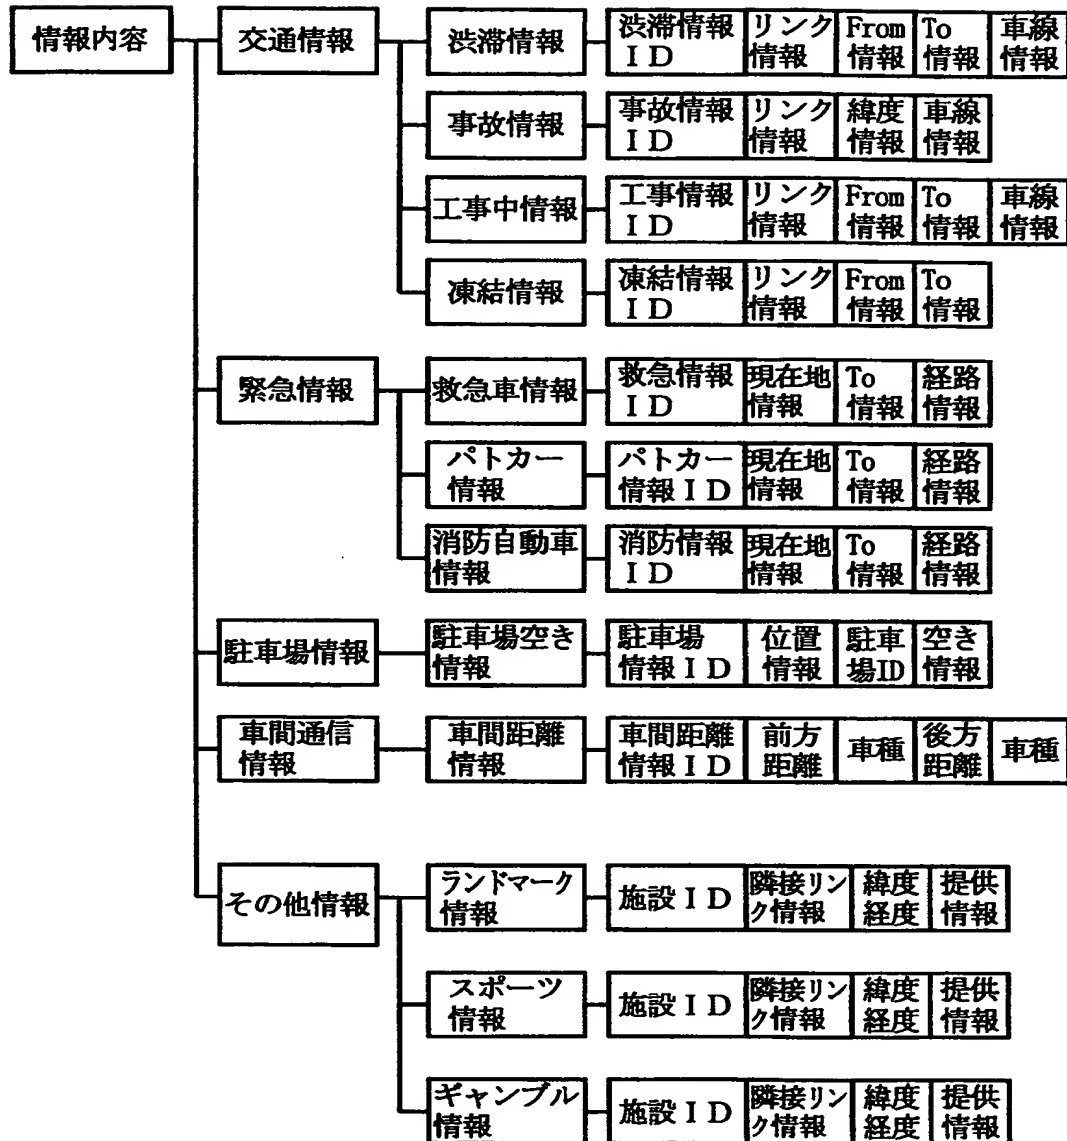 情報内容
交通情報
渋滞情報
渋滞情報
ＩＤ
リンク
情報
From
情報
To
情報
車線
情報
事故情報
事故情報
ＩＤ
リンク
情報
緯度
情報
車線
情報
工事中情報
工事情報
ＩＤ
リンク
情報
From
情報
To
情報
車線
情報
凍結情報
凍結情報
ＩＤ
リンク
情報
From
情報
To
情報
緊急情報
救急車情報
救急情報
ＩＤ
現在地
情報
To
情報
経路
情報
パトカー
情報
パトカー
情報ＩＤ
現在地
情報
To
情報
経路
情報
消防自動車
情報
消防情報
ＩＤ
現在地
情報
To
情報
経路
情報
駐車場情報
駐車場空き
情報
駐車場
情報ＩＤ
位置
情報
駐車
場ID
空き
情報
車間通信
情報
車間距離
情報
車間距離
情報ＩＤ
前方
距離
車種
後方
距離
車種
その他情報
ランドマーク
情報
施設ＩＤ
隣接リン
ク情報
緯度
経度
提供
情報
スポーツ
情報
施設ＩＤ
隣接リン
ク情報
緯度
経度
提供
情報
ギャンブル
情報
施設ＩＤ
隣接リン
ク情報
緯度
経度
提供
情報